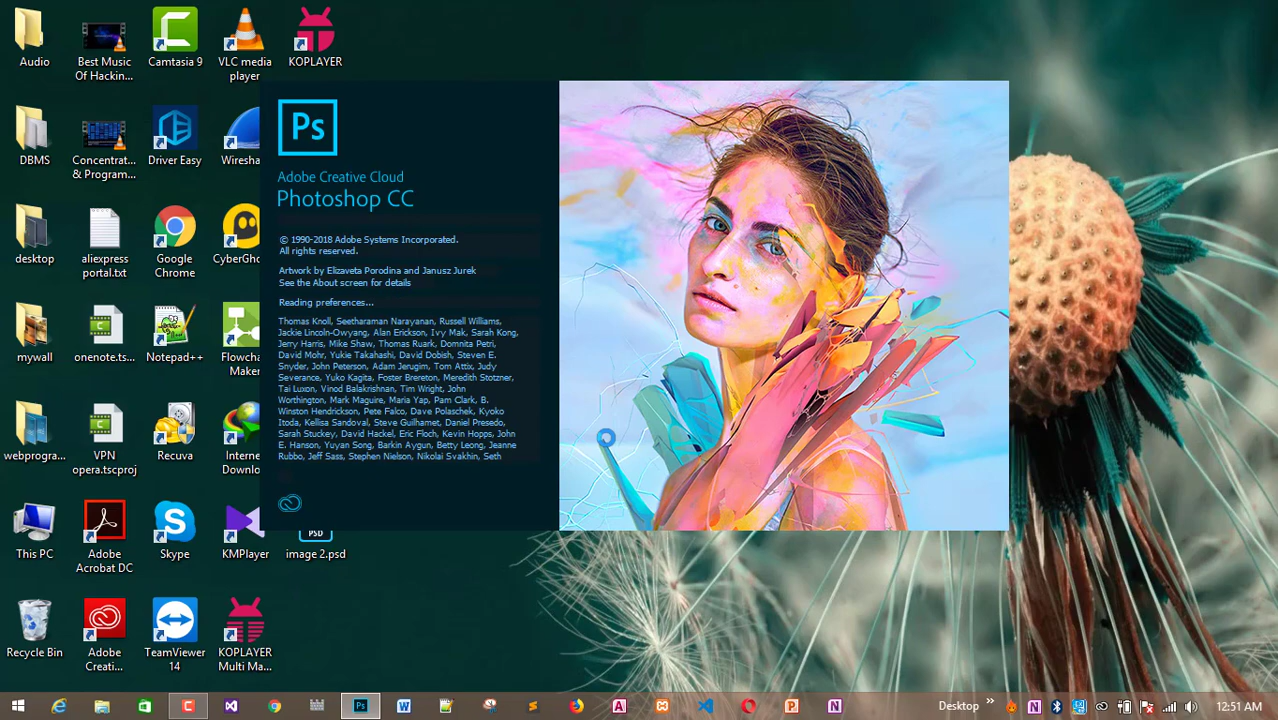 Audio
Best Music
Of Hackin...
Camtasia 9
VLC media
player
KOPLAYER
DBMS
Concentrat...
& Program...
Driver Easy
Wiresha
desktop
aliexpress
portal.txt
Google
Chrome
CyberGho
mywall
onenote.ts...
Notepad++
Flowcha
Maker
webprogra...
VPN
opera.tscproj
Recuva
Interne
Downlo
This PC
Adobe
Acrobat DC
Skype
KMPlayer
PSD
image 2.psd
Recycle Bin
Adobe
Creati...
TeamViewer
14
KOPLAYER
Multi Ma...
Ps
Adobe Creative Cloud
Photoshop CC
© 1990-2018 Adobe Systems Incorporated.
All rights reserved.
Artwork by Elizaveta Porodina and Janusz Jurek
See the About screen for details
Reading preferences...
Thomas Knoll, Seetharaman Narayanan, Russell Williams,
Jackie Lincoln-Owyang, Alan Erickson, Ivy Mak, Sarah Kong,
Jerry Harris, Mike Shaw, Thomas Ruark, Domnita Petri,
David Mohr, Yukie Takahashi, David Dobish, Steven E.
Snyder, John Peterson, Adam Jerugim, Tom Attix, Judy
Severance, Yuko Kagita, Foster Brereton, Meredith Stotzner,
Tai Luxon, Vinod Balakrishnan, Tim Wright, John
Worthington, Mark Maguire, Maria Yap, Pam Clark, B.
Winston Hendrickson, Pete Falco, Dave Polaschek, Kyoko
Itoda, Kellisa Sandoval, Steve Guilhamet, Daniel Presedo,
Sarah Stuckey, David Hackel, Eric Floch, Kevin Hopps, John
E. Hanson, Yuyan Song, Barkin Aygun, Betty Leong, Jeanne
Rubbo, Jeff Sass, Stephen Nielson, Nikolai Svakhin, Seth
Desktop
12:51 AM